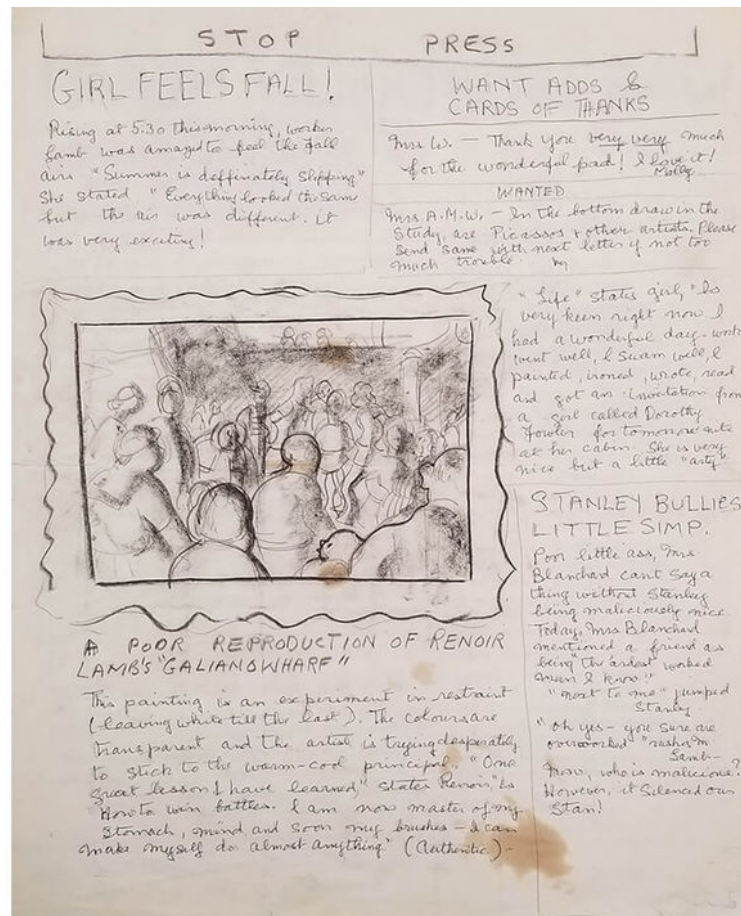 STOP PRESS
GIRL FEELS FALL!
Rising at 5.30 this morning, worker
Lamb was amazed to feel the fall
air. "Summer is deffinately slipping"
She stated "Everything looked the same
but the air was different. it
was very exciting!
WANT ADDS &
CARDS OF THANKS
Mrs W. — Thank you very very much
for the wonderful pad! I love it!
Molly
WANTED
Mrs A.M.W. — In the bottom draw in the
Study, are Picassos & other artists. Please
Send same with next letter if not too
much trouble.
"Life" states girl, "Is
very keen right now I
had a wonderful day - work
went well, I swam well, I
painted, ironed, wrote, read
and got an invitation from
a girl called Dorothy
Fowler for tomorrow nite
at her cabin. She is very
nice but a little "arty"
A POOR REPRODUCTION OF RENOIR
LAMB'S "GALIANO WHARF"
This painting is an experiment in restraint
(leaving white till the last). The colours are
transparent and the artist is trying desperately
to stick to the warm-cool principal. "One
great lesson I have learned" states Renoir, "is
How to win battles. I am now master of my
Stomach, mind and soon my brushes — I can
make myself do almost anything" (Authentic) -
STANLEY BULLIES
LITTLE SIMP.
Poor little ass, Mrs.
Blanchard cant say a
thing without Stanley
being maliciously nice.
Today, Mrs Blanchard
mentioned a friend as
being "the ardest worked
man I know"
"next to me" pumped
Stanley.
"Oh yes - you sure are
overworked"
Lamb -
Now, who is malicious?
However, it silenced our
Stan!